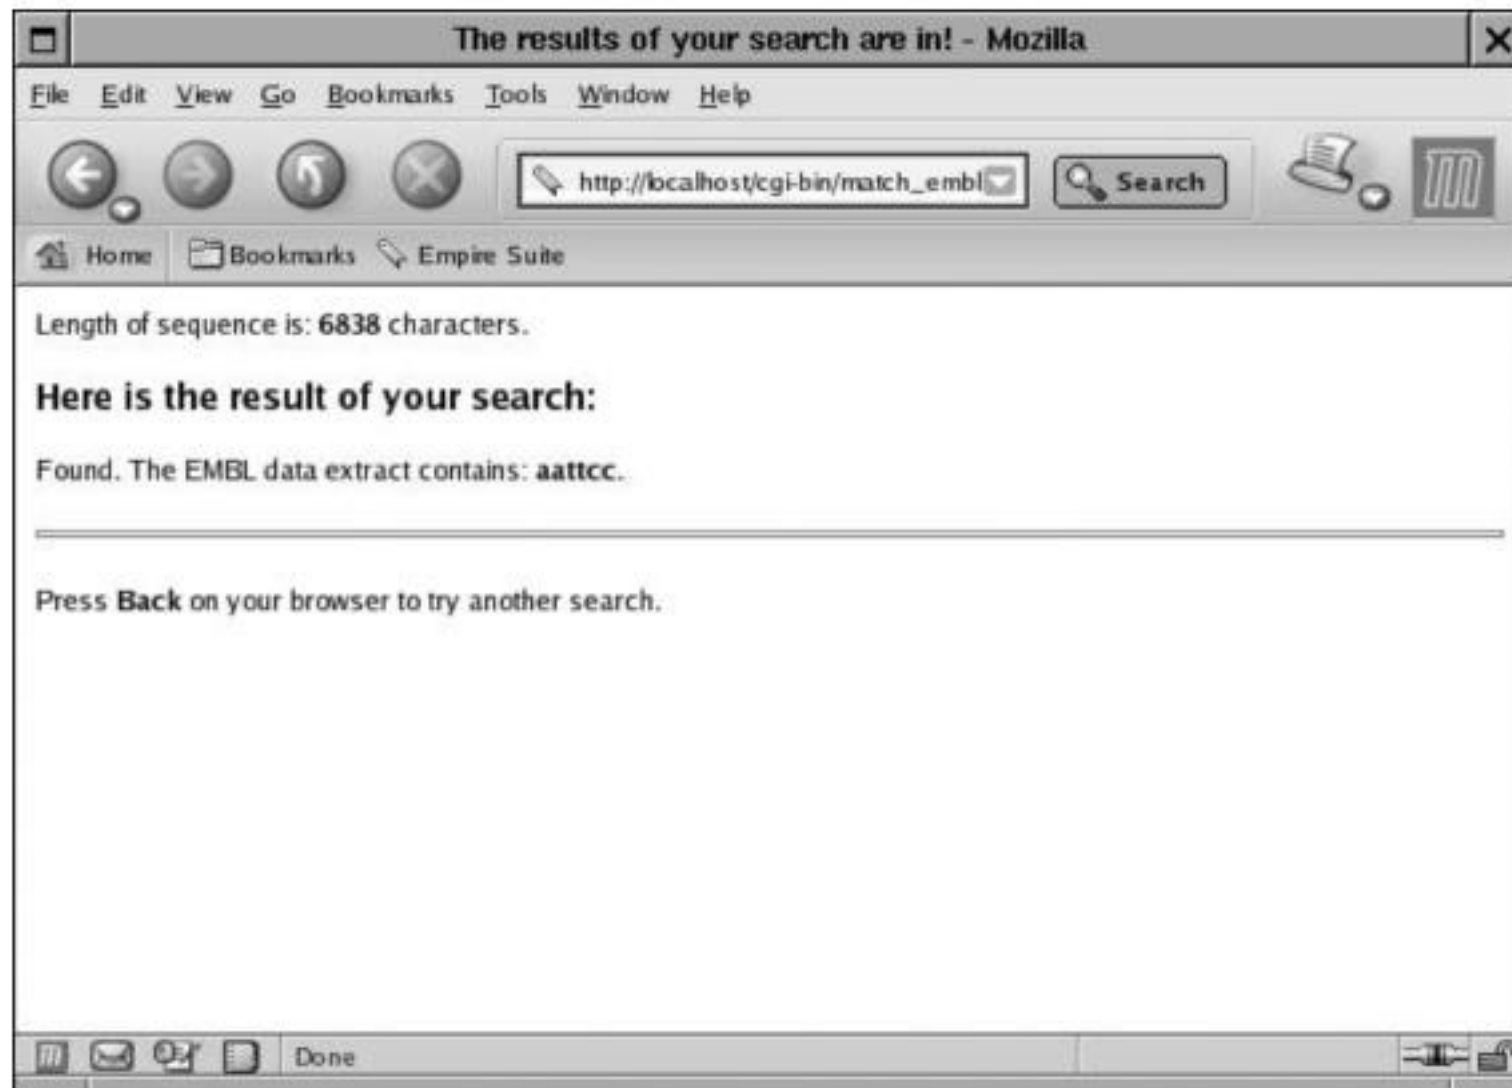 The results of your search are in! - Mozilla
File Edit View Go Bookmarks Tools Window Help
http://localhost/cgi-bin/match_embl Search
Home Bookmarks Empire Suite
Length of sequence is: 6838 characters.
Here is the result of your search:
Found. The EMBL data extract contains: aattcc.
Press Back on your browser to try another search.
Done